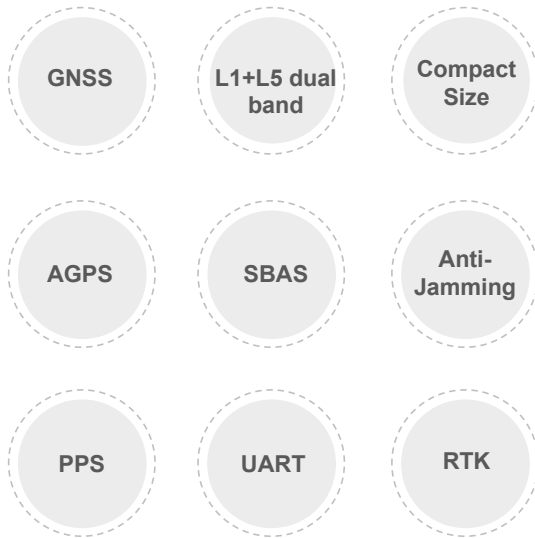 GNSS
L1+L5 dual
band
Compact
Size
AGPS
SBAS
Anti-
Jamming
PPS
UART
RTK